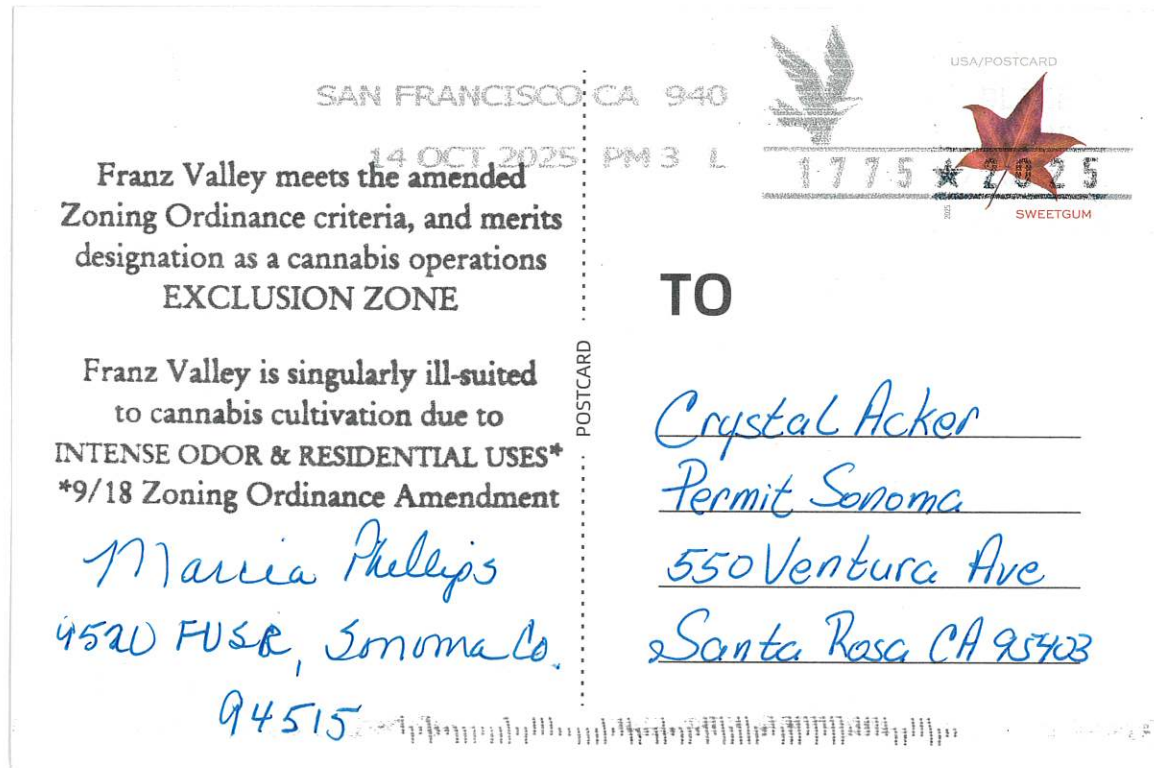 SAN FRANCISCO CA 940
14 OCT 2025 PM 3 L
USA/POSTCARD
1775 ★ 2025
2025
SWEETGUM
Franz Valley meets the amended
Zoning Ordinance criteria, and merits
designation as a cannabis operations
EXCLUSION ZONE
Franz Valley is singularly ill-suited
to cannabis cultivation due to
INTENSE ODOR & RESIDENTIAL USES*
*9/18 Zoning Ordinance Amendment
Marcia Phillips
4520 FVSR, Sonoma Co.
94515
POSTCARD
TO
Crystal Acker
Permit Sonoma
550 Ventura Ave
Santa Rosa CA 95403